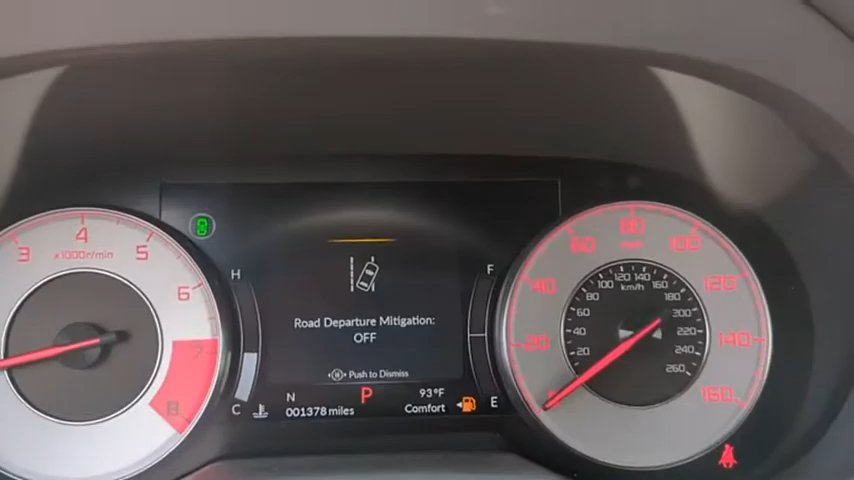 3
4
5
6
7
8
x1000r/min
H
C
F
E
Road Departure Mitigation:
OFF
Push to Dismiss
N
P
93°F
001378 miles
Comfort
20
40
60
80
100
120
140
160
km/h
20
40
60
80
100
120
140
160
180
220
240
260